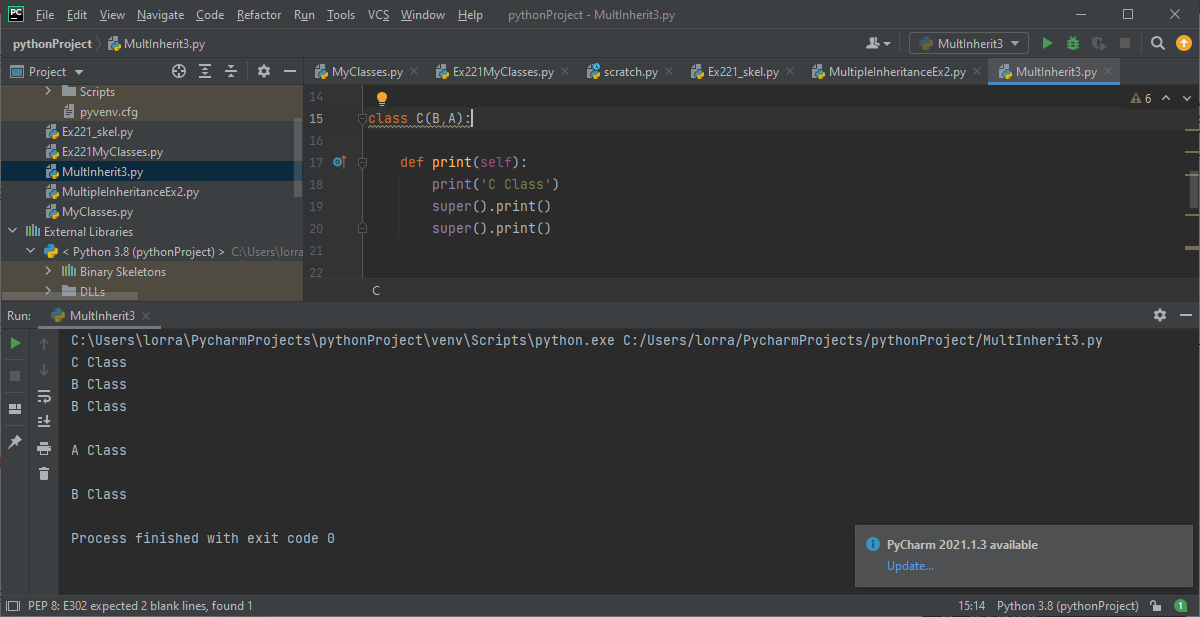 PC File Edit View Navigate Code Refactor Run Tools VCS Window Help pythonProject - MultInherit3.py
pythonProject MultInherit3.py MultInherit3
Project MyClasses.py Ex221MyClasses.py scratch.py Ex221_skel.py MultipleInheritanceEx2.py MultInherit3.py
Scripts
pyvenv.cfg
Ex221_skel.py
Ex221MyClasses.py
MultInherit3.py
MultipleInheritanceEx2.py
MyClasses.py
External Libraries
< Python 3.8 (pythonProject) > C:\Users\lorra
Binary Skeletons
DLLs
14
15 class C(B,A):
16
17 def print(self):
18 print('C Class')
19 super().print()
20 super().print()
21
22
6
C
Run: MultInherit3
C:\Users\lorra\PycharmProjects\pythonProject\venv\Scripts\python.exe C:/Users/lorra/PycharmProjects/pythonProject/MultInherit3.py
C Class
B Class
B Class
A Class
B Class
Process finished with exit code 0
PyCharm 2021.1.3 available
Update...
PEP 8: E302 expected 2 blank lines, found 1 15:14 Python 3.8 (pythonProject) 1